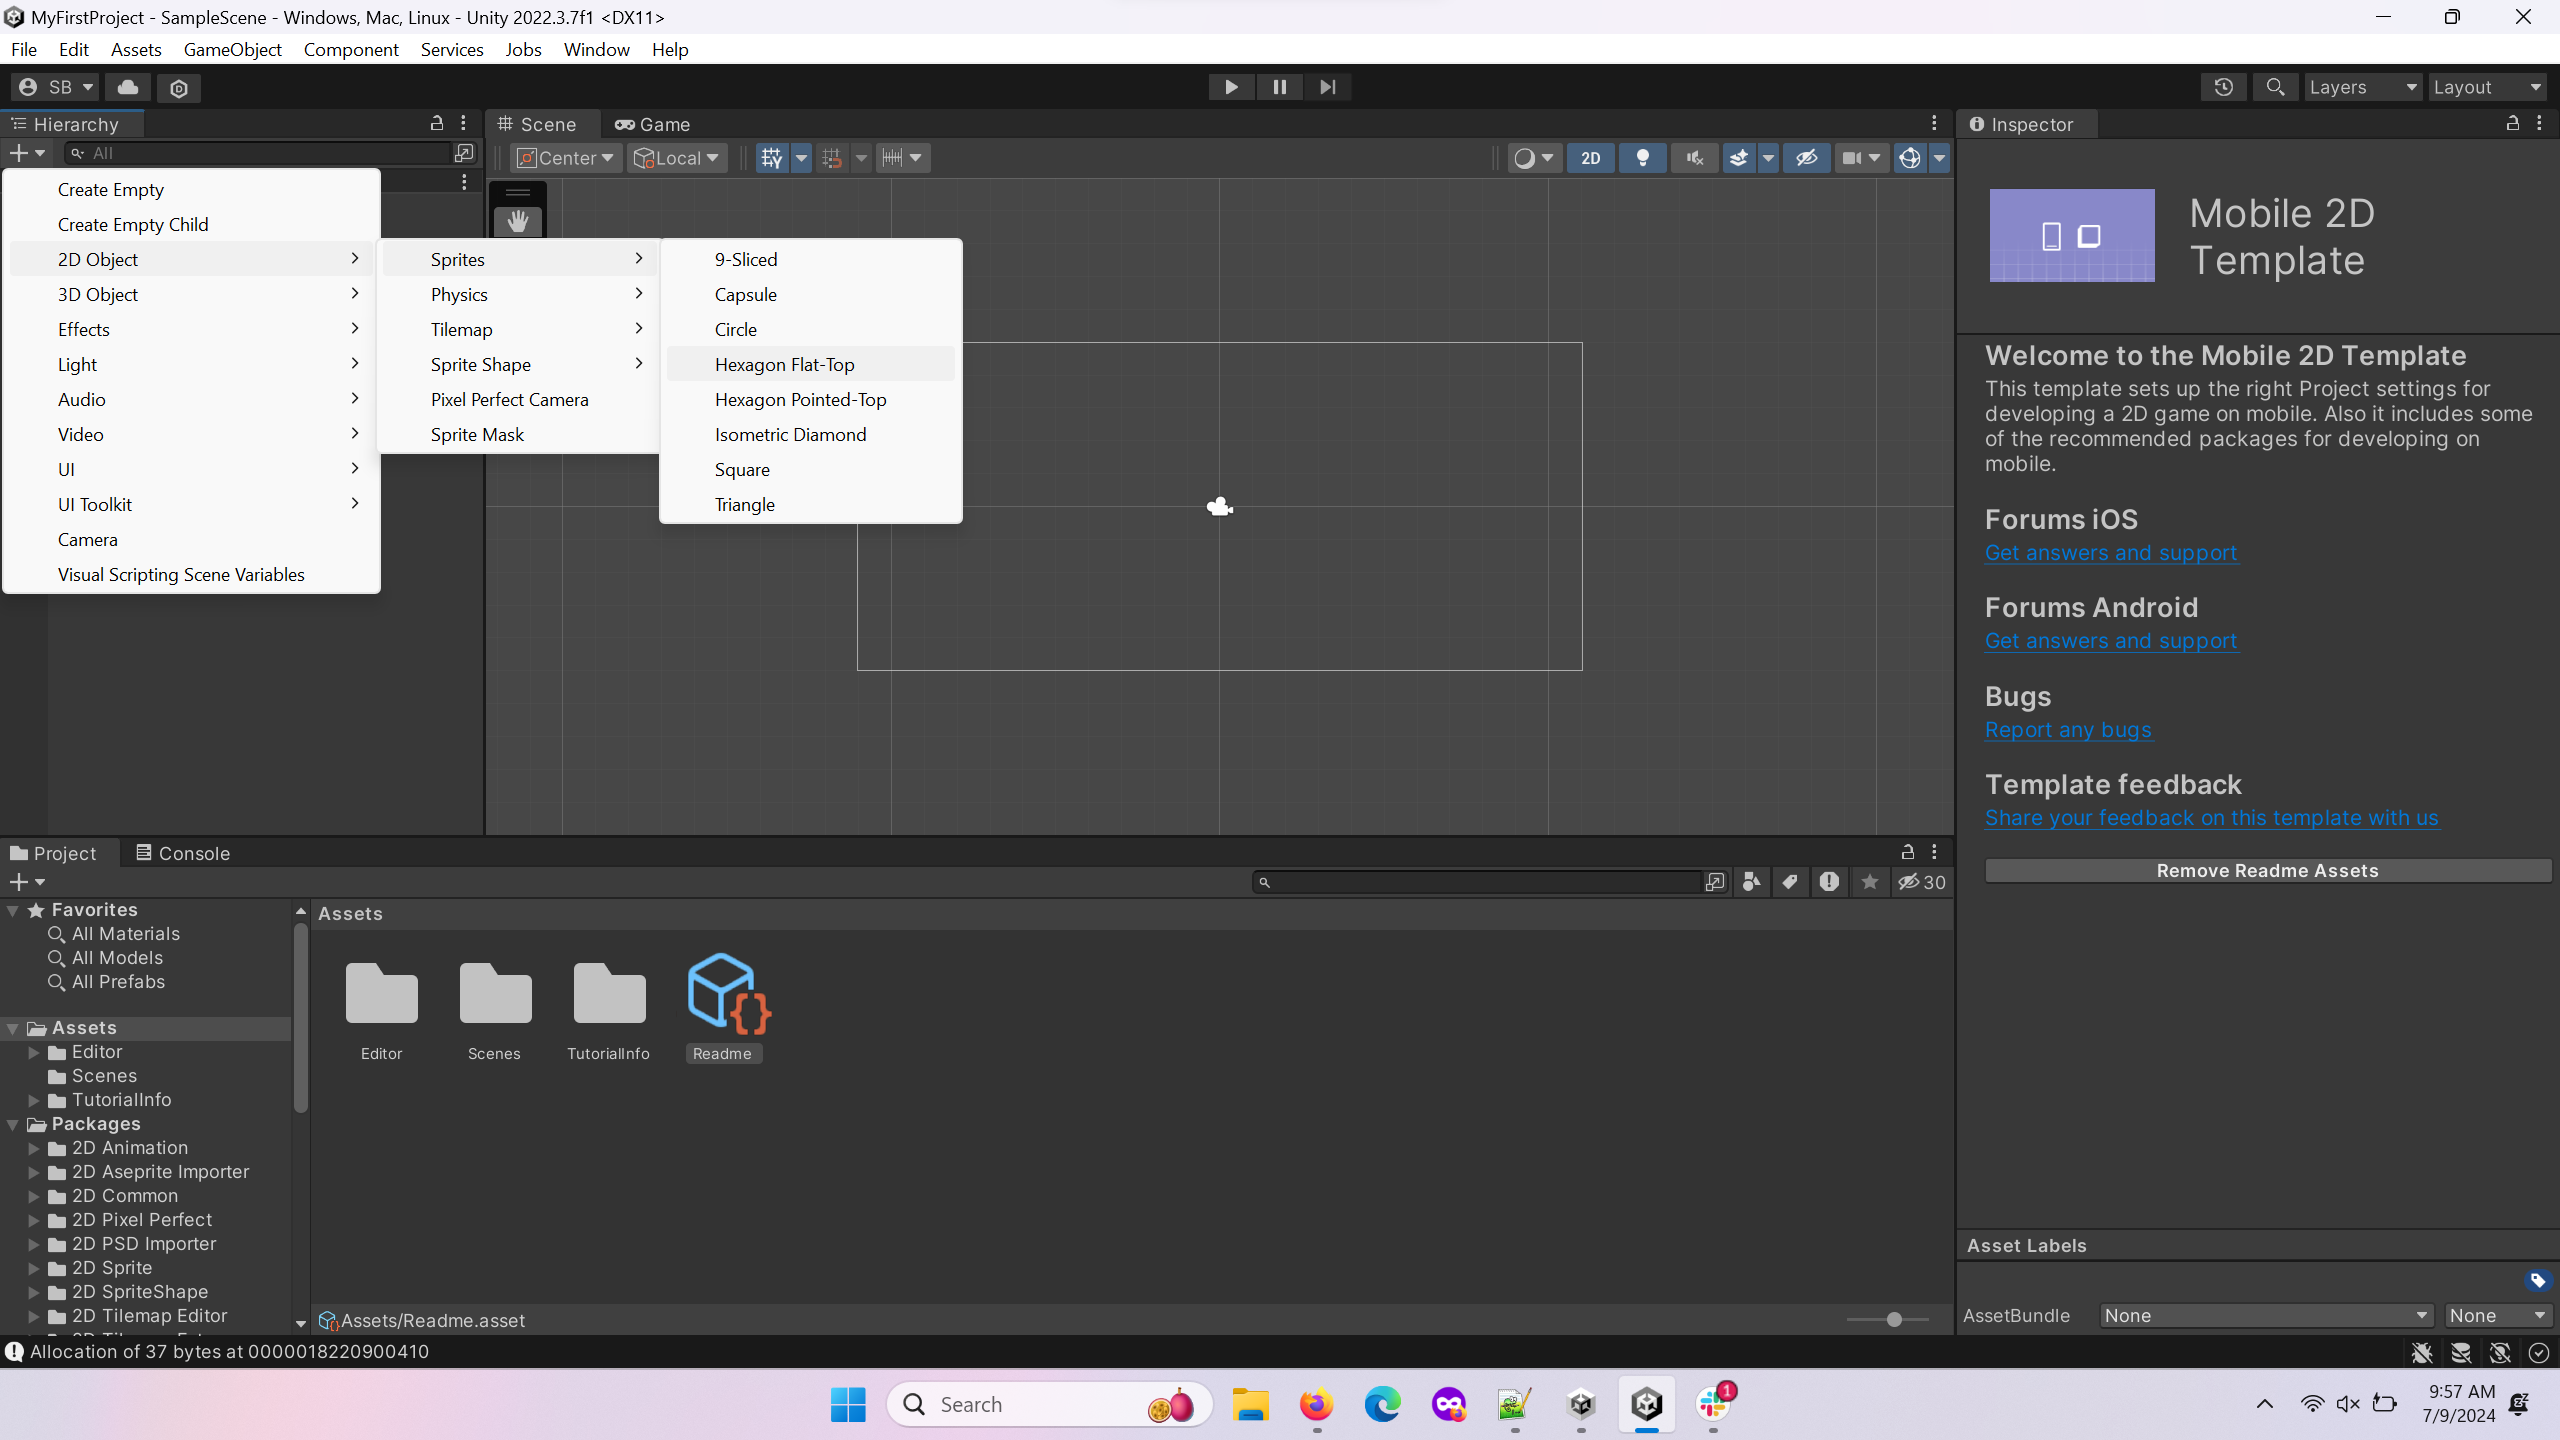 MyFirstProject - SampleScene - Windows, Mac, Linux - Unity 2022.3.7f1 <DX11>
File Edit Assets GameObject Component Services Jobs Window Help
SB Layers Layout
Hierarchy
All
Create Empty
Create Empty Child
2D Object
3D Object
Effects
Light
Audio
Video
UI
UI Toolkit
Camera
Visual Scripting Scene Variables
Sprites
Physics
Tilemap
Sprite Shape
Pixel Perfect Camera
Sprite Mask
9-Sliced
Capsule
Circle
Hexagon Flat-Top
Hexagon Pointed-Top
Isometric Diamond
Square
Triangle
Scene Game
Center Local 2D
Inspector
Mobile 2D
Template
Welcome to the Mobile 2D Template
This template sets up the right Project settings for
developing a 2D game on mobile. Also it includes some
of the recommended packages for developing on
mobile.
Forums iOS
Get answers and support
Forums Android
Get answers and support
Bugs
Report any bugs
Template feedback
Share your feedback on this template with us
Remove Readme Assets
Project Console
30
Favorites
All Materials
All Models
All Prefabs
Assets
Editor
Scenes
TutorialInfo
Packages
2D Animation
2D Aseprite Importer
2D Common
2D Pixel Perfect
2D PSD Importer
2D Sprite
2D SpriteShape
2D Tilemap Editor
Assets
Editor Scenes TutorialInfo Readme
Assets/Readme.asset
Asset Labels
AssetBundle None None
Allocation of 37 bytes at 0000018220900410
Search
1
9:57 AM
7/9/2024